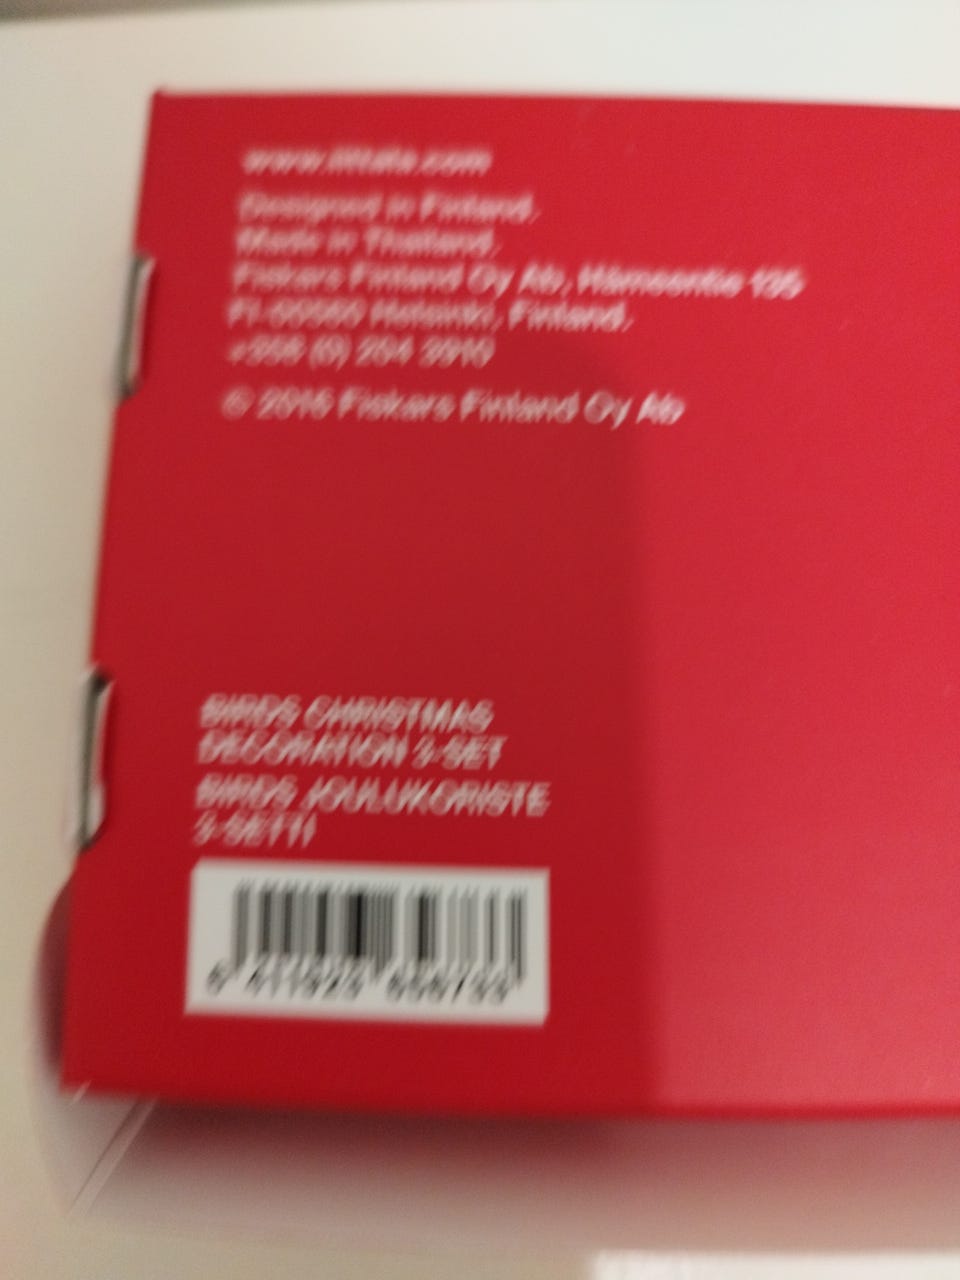 www.iittala.com
Designed in Finland.
Made in Thailand.
Fiskars Finland Oy Ab, Hämeentie 135
FI-00560 Helsinki, Finland.
+358 (0) 204 3910
© 2016 Fiskars Finland Oy Ab
BIRDS CHRISTMAS
DECORATION 3-SET
BIRDS JOULUKORISTE
3-SETTI